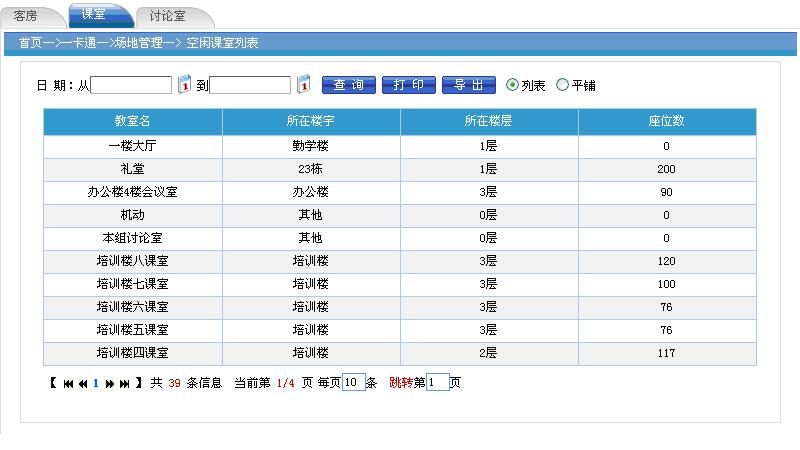 客房 课室 讨论室
首页一>一卡通一>场地管理一> 空闲课室列表
日 期：从 到 查 询 打 印 导 出 列表 平铺
教室名 所在楼宇 所在楼层 座位数
一楼大厅 勤学楼 1层 0
礼堂 23栋 1层 200
办公楼4楼会议室 办公楼 3层 90
机动 其他 0层 0
本组讨论室 其他 0层 0
培训楼八课室 培训楼 3层 120
培训楼七课室 培训楼 3层 100
培训楼六课室 培训楼 3层 76
培训楼五课室 培训楼 3层 76
培训楼四课室 培训楼 2层 117
【 1 】 共 39 条信息 当前第 1/4 页 每页 10 条 跳转第 1 页